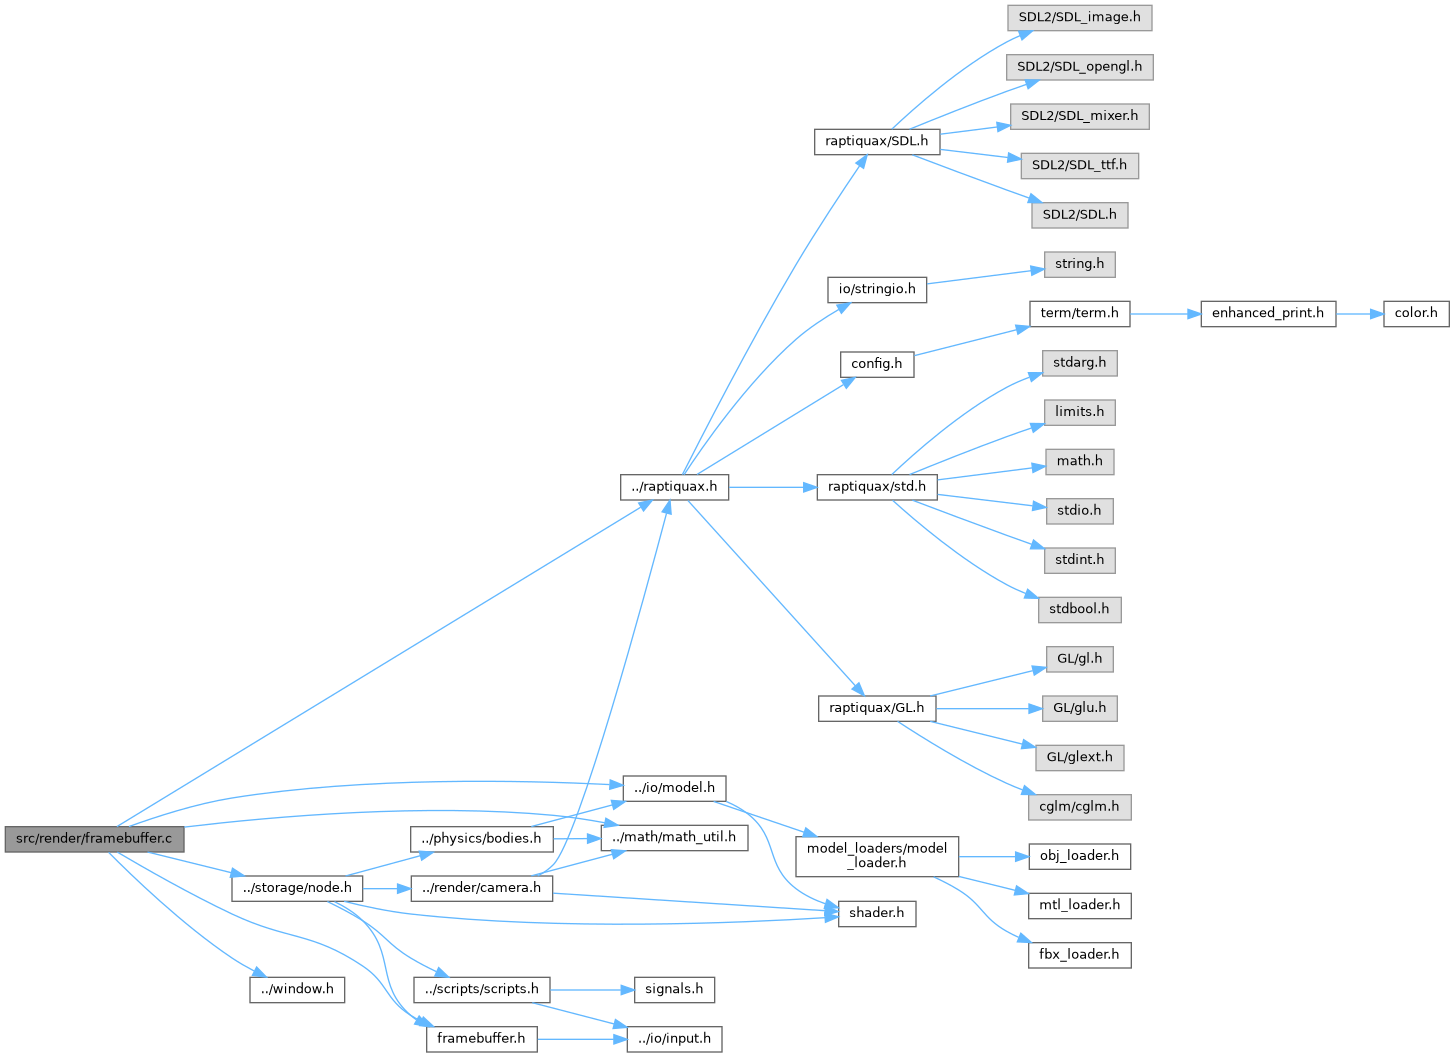 SDL2/SDL_image.h
SDL2/SDL_opengl.h
SDL2/SDL_mixer.h
raptiquax/SDL.h
SDL2/SDL_ttf.h
SDL2/SDL.h
string.h
io/stringio.h
term/term.h
enhanced_print.h
color.h
config.h
stdarg.h
limits.h
math.h
../raptiquax.h
raptiquax/std.h
stdio.h
stdint.h
stdbool.h
GL/gl.h
raptiquax/GL.h
GL/glu.h
GL/glext.h
../io/model.h
cglm/cglm.h
src/render/framebuffer.c
../physics/bodies.h
../math/math_util.h
model_loaders/model
_loader.h
obj_loader.h
../storage/node.h
../render/camera.h
mtl_loader.h
shader.h
fbx_loader.h
../window.h
../scripts/scripts.h
signals.h
framebuffer.h
../io/input.h